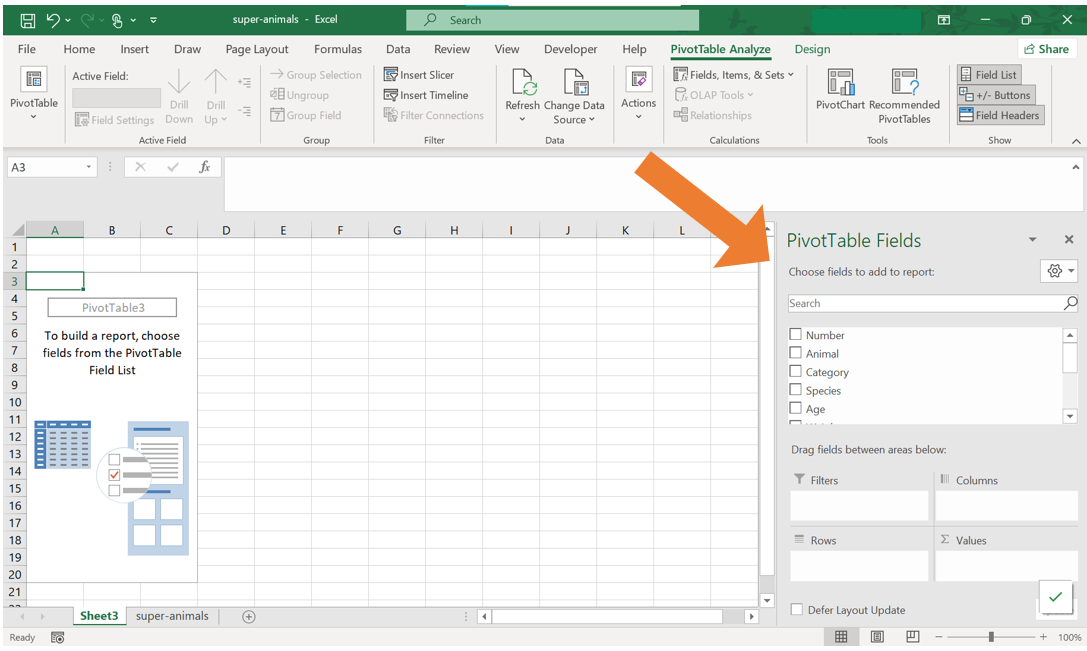 super-animals - Excel
Search
File Home Insert Draw Page Layout Formulas Data Review View Developer Help PivotTable Analyze Design Share
PivotTable
Active Field:
Field Settings
Drill
Down
Drill
Up
Active Field
Group Selection
Ungroup
Group Field
Group
Insert Slicer
Insert Timeline
Filter Connections
Filter
Refresh
Change Data
Source
Data
Actions
Fields, Items, & Sets
OLAP Tools
Relationships
Calculations
PivotChart
Recommended
PivotTables
Tools
Field List
+/- Buttons
Field Headers
Show
A3
fx
A B C D E F G H I J K L
1
2
3
4
5
6
7
8
9
10
11
12
13
14
15
16
17
18
19
20
21
PivotTable3
To build a report, choose
fields from the PivotTable
Field List
PivotTable Fields
Choose fields to add to report:
Search
Number
Animal
Category
Species
Age
Drag fields between areas below:
Filters
Columns
Rows
Σ Values
Defer Layout Update
Sheet3 super-animals
Ready
100%